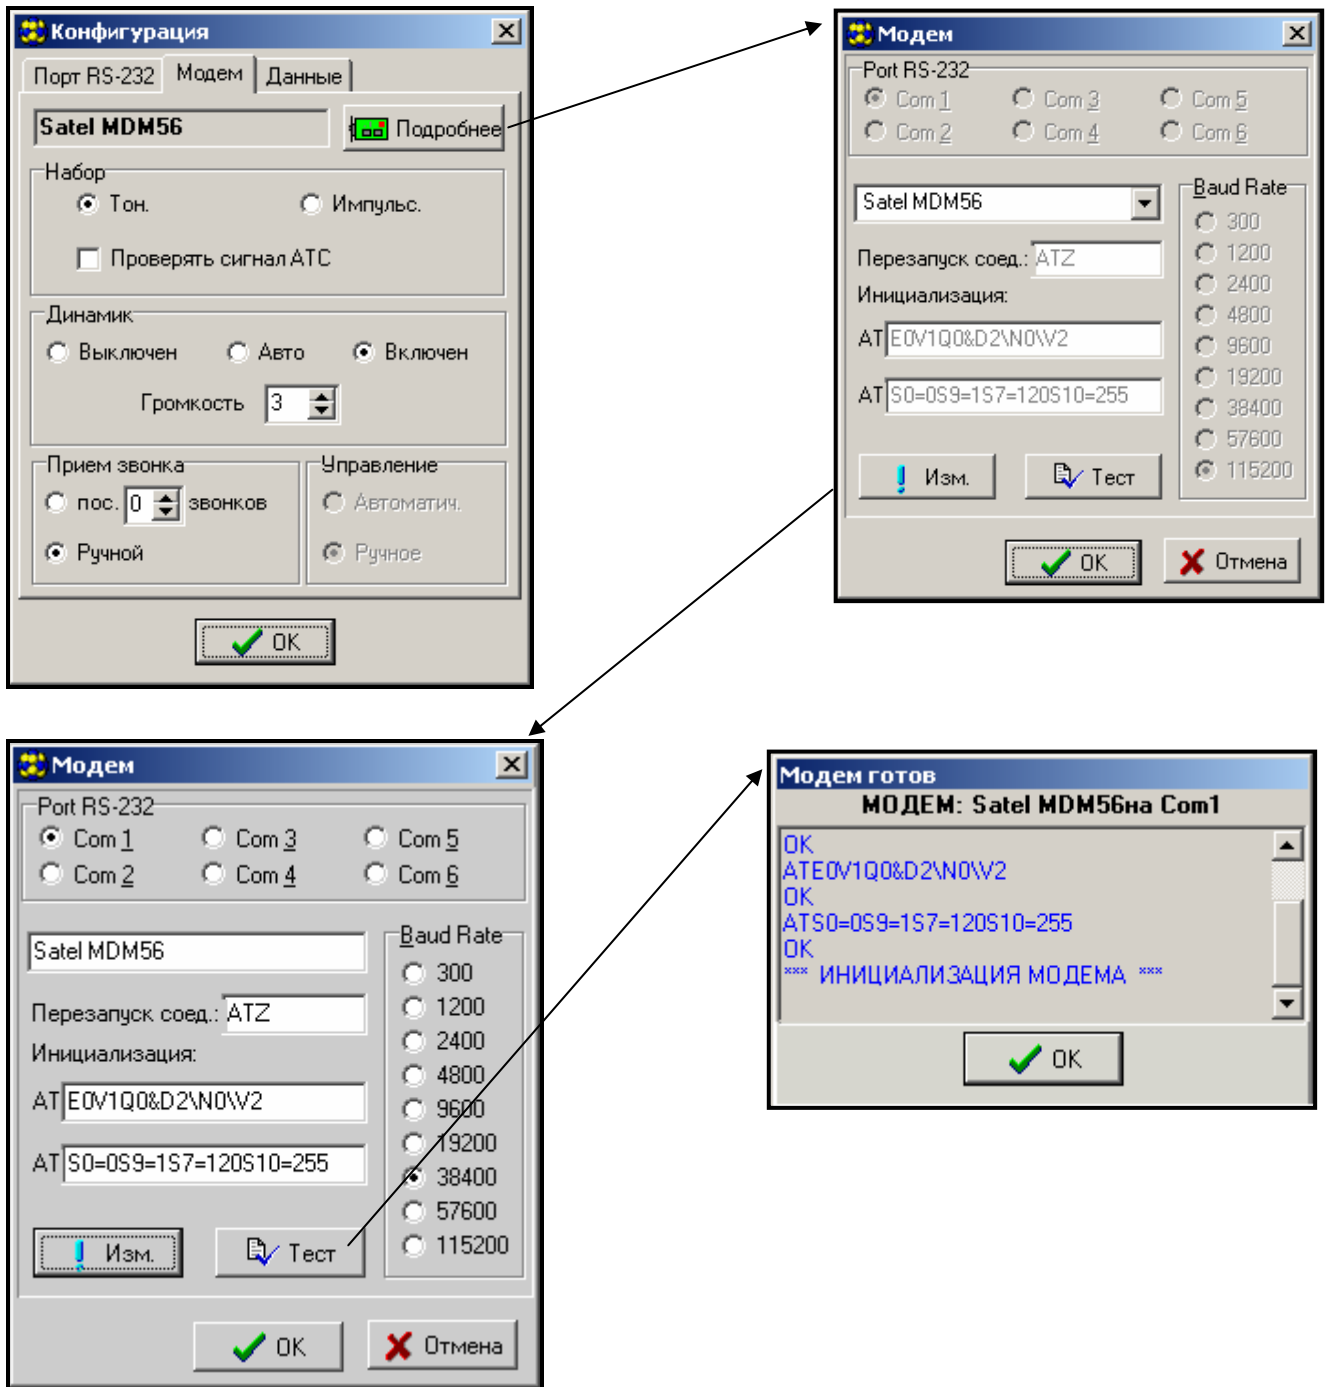 Конфигурация
Порт RS-232 Модем Данные
Satel MDM56 Подробнее
Набор
Тон. Импульс.
Проверять сигнал АТС
Динамик
Выключен Авто Включен
Громкость 3
Прием звонка
пос. 0 звонков
Ручной
Управление
Автоматич.
Ручное
OK
Модем
Port RS-232
Com 1 Com 3 Com 5
Com 2 Com 4 Com 6
Satel MDM56
Перезапуск соед.: ATZ
Инициализация:
AT E0V1Q0&D2\N0\V2
AT S0=0S9=1S7=120S10=255
Baud Rate
300
1200
2400
4800
9600
19200
38400
57600
115200
Изм. Тест
OK Отмена
Модем
Port RS-232
Com 1 Com 3 Com 5
Com 2 Com 4 Com 6
Satel MDM56
Перезапуск соед.: ATZ
Инициализация:
AT E0V1Q0&D2\N0\V2
AT S0=0S9=1S7=120S10=255
Baud Rate
300
1200
2400
4800
9600
19200
38400
57600
115200
Изм. Тест
OK Отмена
Модем готов
МОДЕМ: Satel MDM56на Com1
OK
ATE0V1Q0&D2\N0\V2
OK
ATS0=0S9=1S7=120S10=255
OK
*** ИНИЦИАЛИЗАЦИЯ МОДЕМА ***
OK